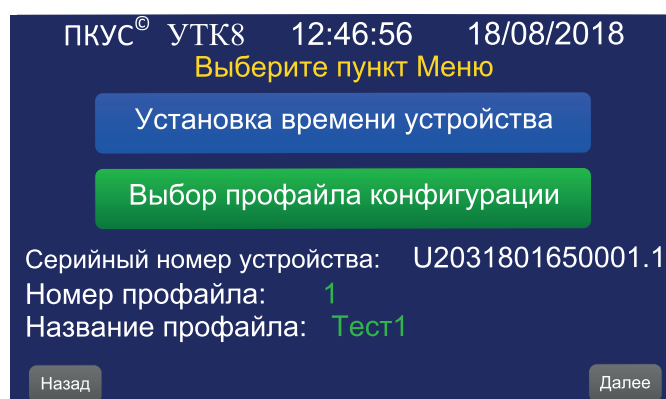 ПКУС© УТК8 12:46:56 18/08/2018
Выберите пункт Меню
Установка времени устройства
Выбор профайла конфигурации
Серийный номер устройства: U2031801650001.1
Номер профайла: 1
Название профайла: Тест1
Назад Далее